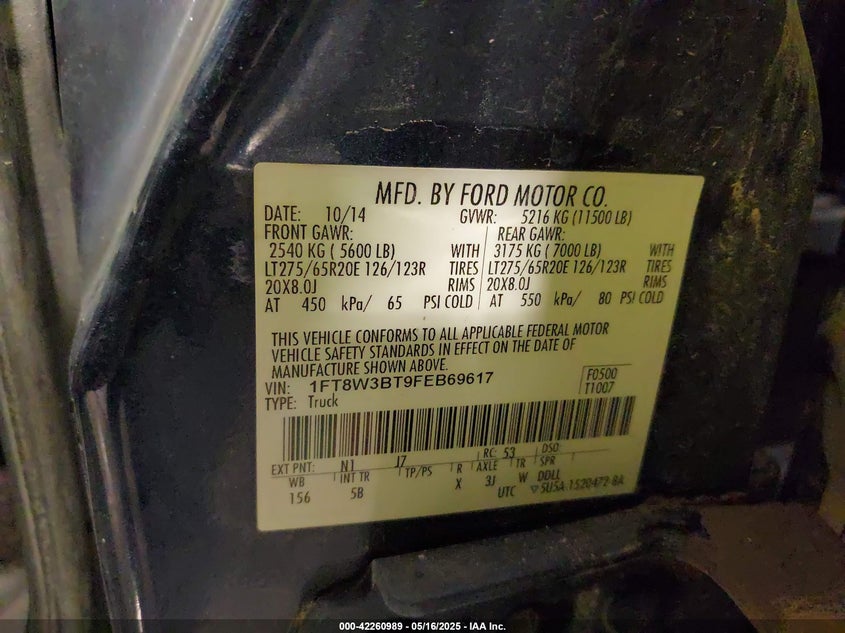 MFD. BY FORD MOTOR CO.
DATE: 10/14 GVWR: 5216 KG (11500 LB)
FRONT GAWR: REAR GAWR:
2540 KG ( 5600 LB) WITH 3175 KG ( 7000 LB) WITH
LT275/65R20E 126/123R TIRES LT275/65R20E 126/123R TIRES
20X8.0J RIMS 20X8.0J RIMS
AT 450 kPa/ 65 PSI COLD AT 550 kPa/ 80 PSI COLD
THIS VEHICLE CONFORMS TO ALL APPLICABLE FEDERAL MOTOR
VEHICLE SAFETY STANDARDS IN EFFECT ON THE DATE OF
MANUFACTURE SHOWN ABOVE.
VIN: 1FT8W3BT9FEB69617 F0500
TYPE: Truck T1007
EXT PNT: N1 J7 RC: 53 DSO:
WB INT TR TP/PS R AXLE TR SPR
156 5B X 3J W DDLL
UTC ▽5U5A-1520472-BA
000-42260989 - 05/16/2025 - IAA Inc.